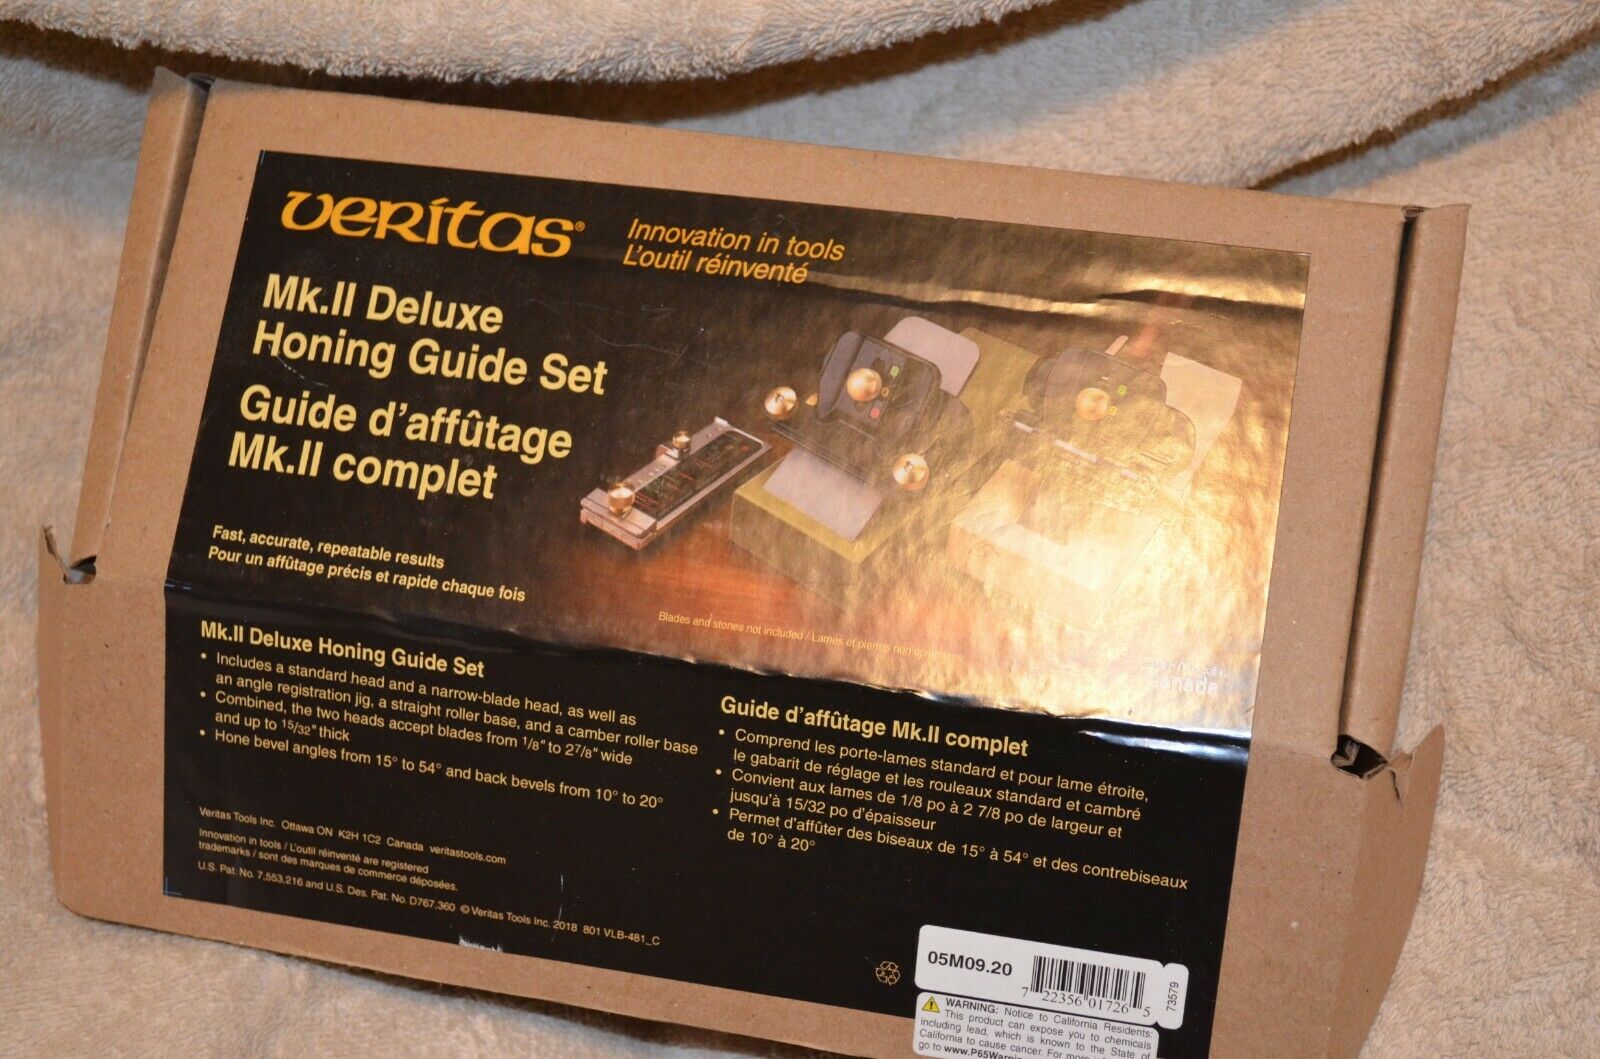 veRítas®
Innovation in tools
L'outil réinventé
Mk.II Deluxe
Honing Guide Set
Guide d'affûtage
Mk.II complet
Fast, accurate, repeatable results
Pour un affûtage précis et rapide chaque fois
Blades and stones not included / Lames et pierres non
anada
Mk.II Deluxe Honing Guide Set
• Includes a standard head and a narrow-blade head, as well as
an angle registration jig, a straight roller base, and a camber roller base
• Combined, the two heads accept blades from 1/8" to 2 7/8" wide
and up to 15/32" thick
• Hone bevel angles from 15° to 54° and back bevels from 10° to 20°
Guide d'affûtage Mk.II complet
• Comprend les porte-lames standard et pour lame étroite,
le gabarit de réglage et les rouleaux standard et cambré
• Convient aux lames de 1/8 po à 2 7/8 po de largeur et
jusqu'à 15/32 po d'épaisseur
• Permet d'affûter des biseaux de 15° à 54° et des contrebiseaux
de 10° à 20°
Veritas Tools Inc. Ottawa ON K2H 1C2 Canada veritastools.com
Innovation in tools / L'outil réinventé are registered
trademarks / sont des marques de commerce déposées.
U.S. Pat. No. 7,553,216 and U.S. Des. Pat. No. D767,360 © Veritas Tools Inc. 2018 801 VLB-481_C
05M09.20
7 22356 01726 5
73579
WARNING: Notice to California Residents:
This product can expose you to chemicals
including lead, which is known to the State of
California to cause cancer. For more
go to www.P65Warn